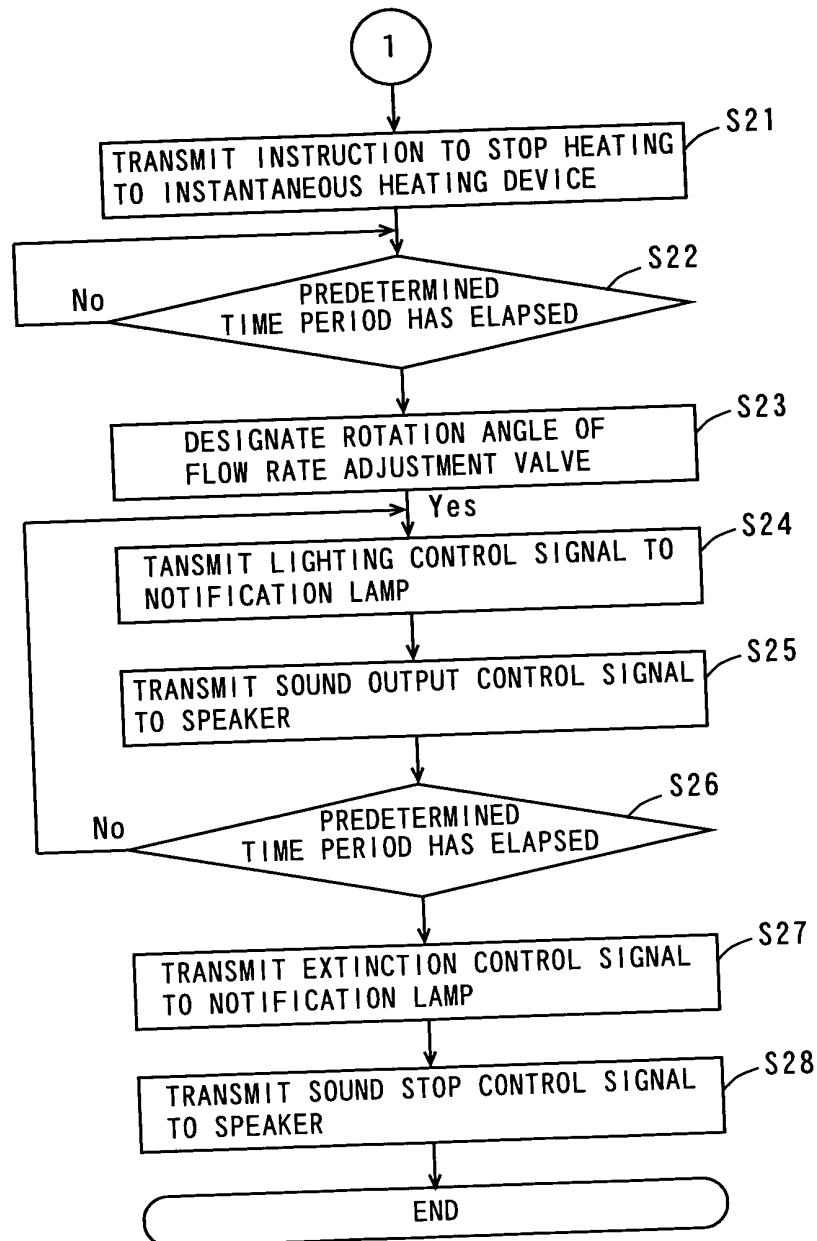 1
S21
TRANSMIT INSTRUCTION TO STOP HEATING
TO INSTANTANEOUS HEATING DEVICE
S22
No
PREDETERMINED
TIME PERIOD HAS ELAPSED
S23
DESIGNATE ROTATION ANGLE OF
FLOW RATE ADJUSTMENT VALVE
Yes
S24
TANSMIT LIGHTING CONTROL SIGNAL TO
NOTIFICATION LAMP
S25
TRANSMIT SOUND OUTPUT CONTROL SIGNAL
TO SPEAKER
S26
No
PREDETERMINED
TIME PERIOD HAS ELAPSED
S27
TRANSMIT EXTINCTION CONTROL SIGNAL
TO NOTIFICATION LAMP
S28
TRANSMIT SOUND STOP CONTROL SIGNAL
TO SPEAKER
END